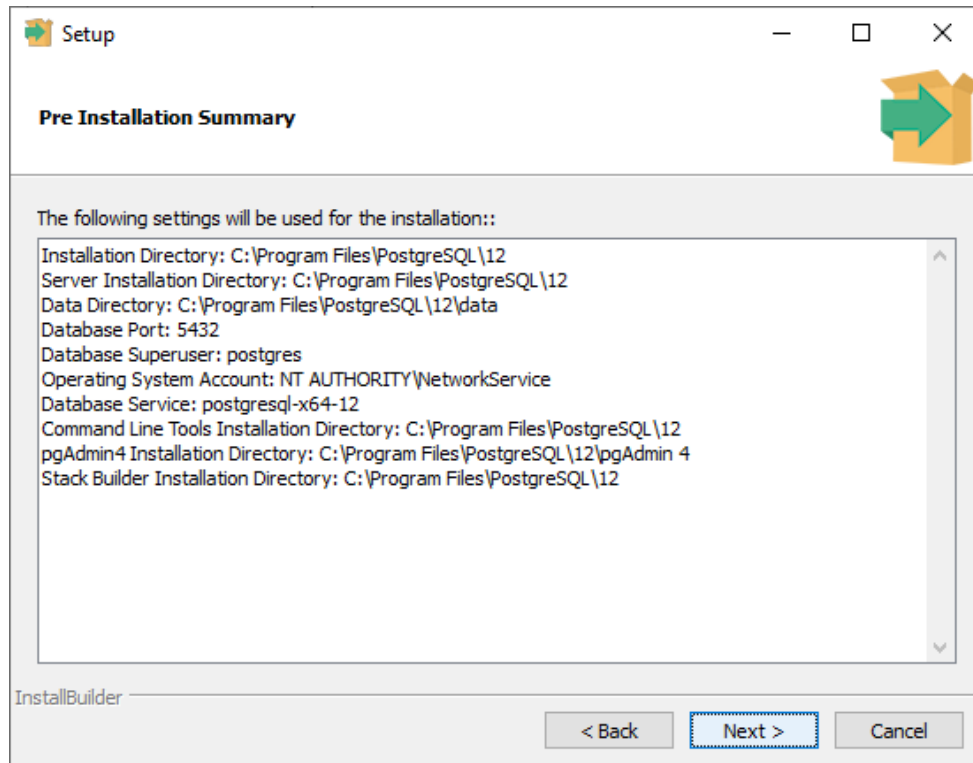 Setup
Pre Installation Summary
The following settings will be used for the installation::
Installation Directory: C:\Program Files\PostgreSQL\12
Server Installation Directory: C:\Program Files\PostgreSQL\12
Data Directory: C:\Program Files\PostgreSQL\12\data
Database Port: 5432
Database Superuser: postgres
Operating System Account: NT AUTHORITY\NetworkService
Database Service: postgresql-x64-12
Command Line Tools Installation Directory: C:\Program Files\PostgreSQL\12
pgAdmin4 Installation Directory: C:\Program Files\PostgreSQL\12\pgAdmin 4
Stack Builder Installation Directory: C:\Program Files\PostgreSQL\12
InstallBuilder
< Back Next > Cancel